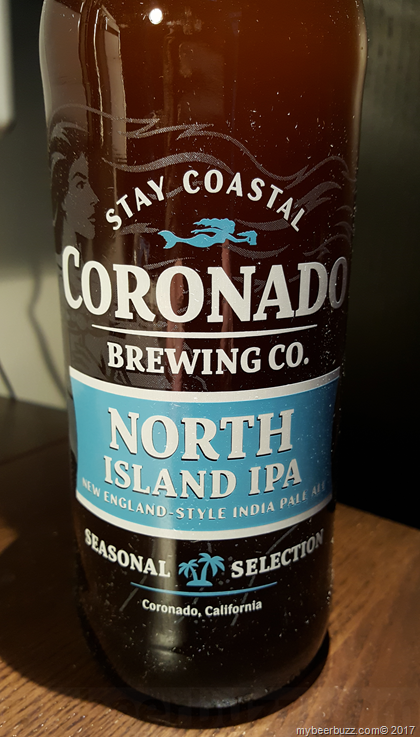 STAY COASTAL
CORONADO
BREWING CO.
NORTH
ISLAND IPA
NEW ENGLAND-STYLE INDIA PALE ALE
SEASONAL SELECTION
Coronado, California
mybeerbuzz.com© 2017